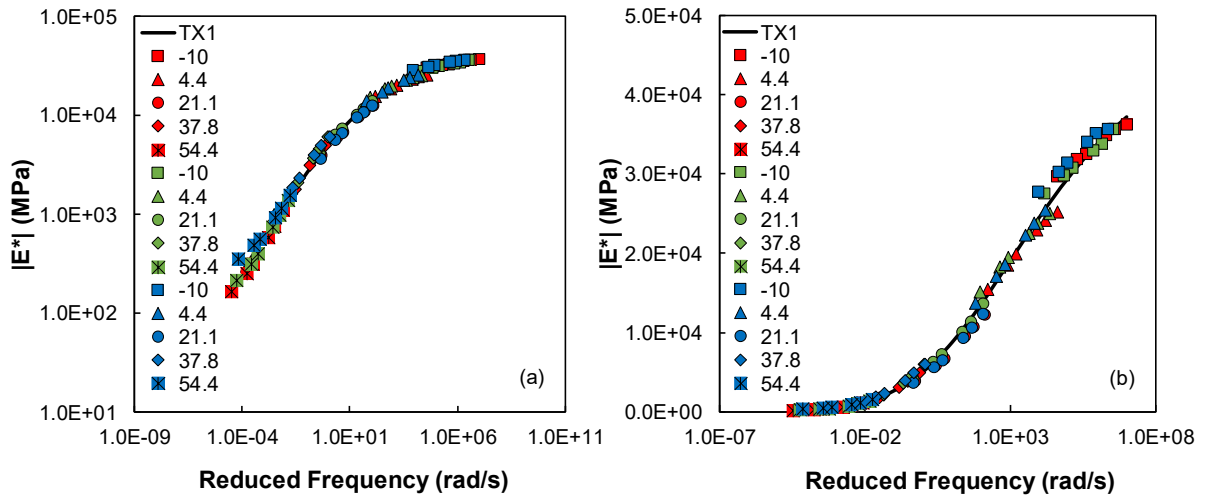 1.0E+05
1.0E+04
1.0E+03
1.0E+02
1.0E+01
|E*| (MPa)
TX1
-10
4.4
21.1
37.8
54.4
-10
4.4
21.1
37.8
54.4
-10
4.4
21.1
37.8
54.4
(a)
1.0E-09 1.0E-04 1.0E+01 1.0E+06 1.0E+11
Reduced Frequency (rad/s)
5.0E+04
4.0E+04
3.0E+04
2.0E+04
1.0E+04
0.0E+00
|E*| (MPa)
TX1
-10
4.4
21.1
37.8
54.4
-10
4.4
21.1
37.8
54.4
-10
4.4
21.1
37.8
54.4
(b)
1.0E-07 1.0E-02 1.0E+03 1.0E+08
Reduced Frequency (rad/s)